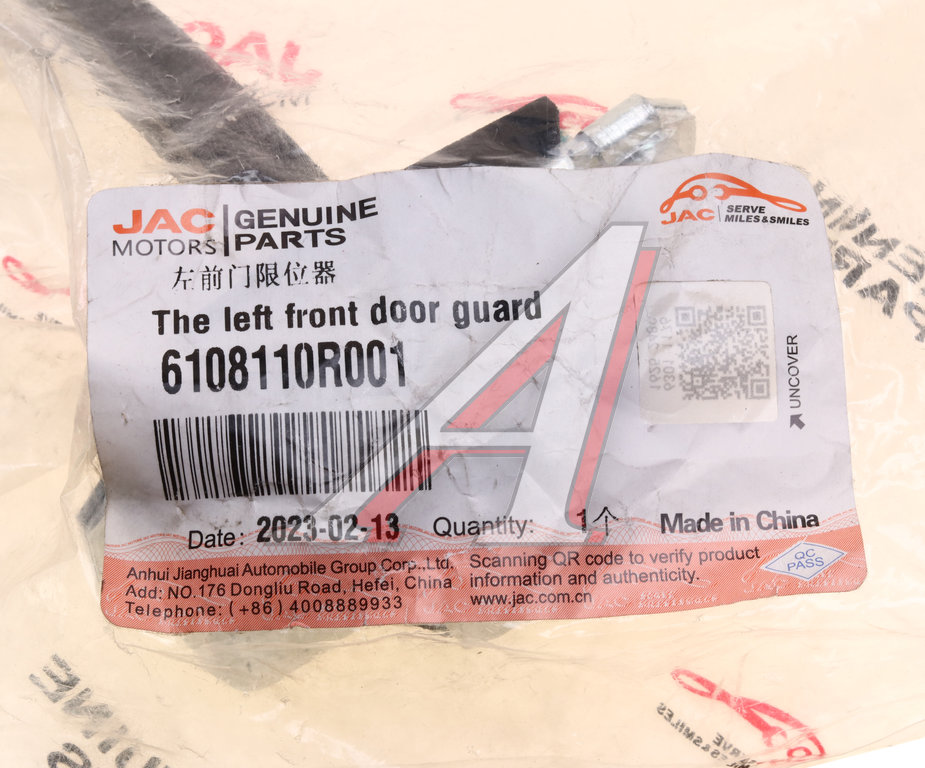 JAC
MOTORS
GENUINE
PARTS
JAC
SERVE
MILES&SMILES
左前门限位器
The left front door guard
6108110R001
UNCOVER
Date: 2023-02-13
Quantity: 1个
Made in China
Anhui Jianghuai Automobile Group Corp.,Ltd.
Add: NO.176 Dongliu Road, Hefei, China
Telephone: (+86) 4008889933
Scanning QR code to verify product
information and authenticity.
www.jac.com.cn
QC
PASS